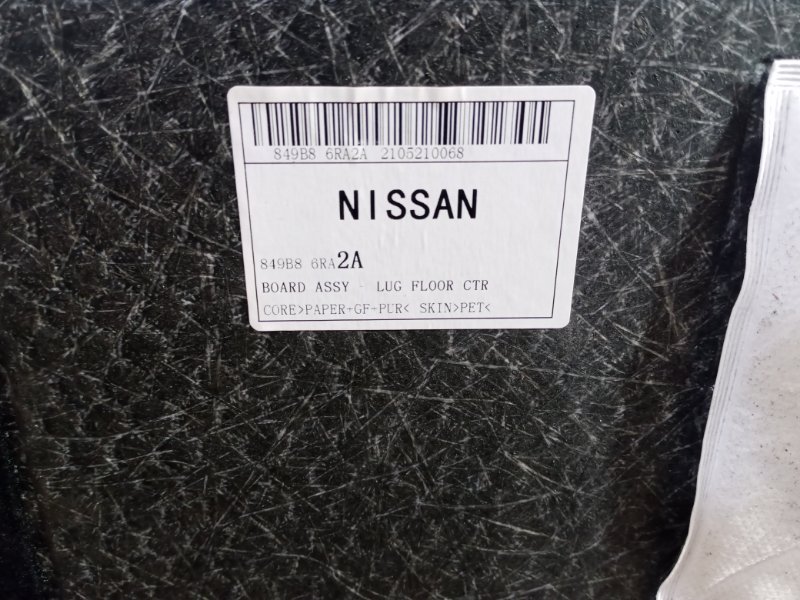 849B8 6RA2A 2105210068
NISSAN
849B8 6RA2A
BOARD ASSY - LUG FLOOR CTR
CORE>PAPER+GF+PUR< SKIN>PET<